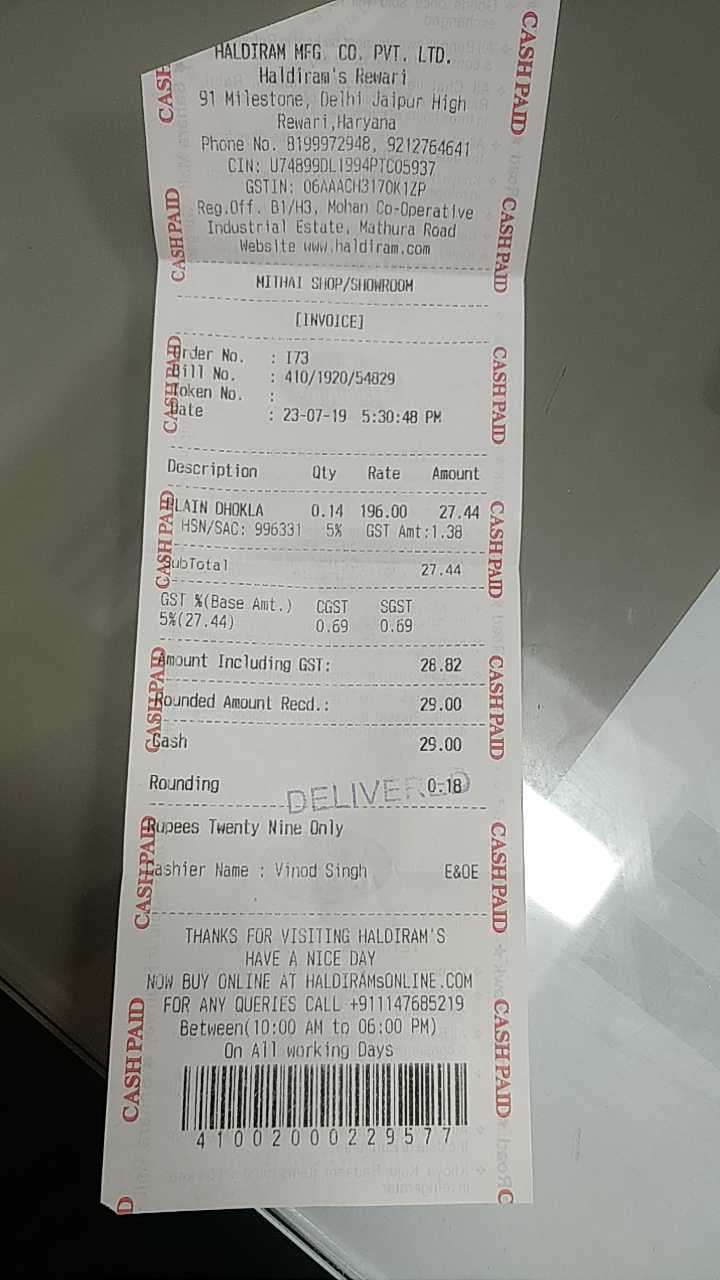 HALDIRAM MFG. CO. PVT. LTD.
Haldiram's Rewari
91 Milestone, Delhi Jaipur High
Rewari,Haryana
Phone No. 8199972948, 9212764641
CIN: U74899DL1994PTC05937
GSTIN: 06AAACH3170K1ZP
Reg.Off. B1/H3, Mohan Co-Operative
Industrial Estate, Mathura Road
Website www.haldiram.com
MITHAI SHOP/SHOWROOM
[INVOICE]
Order No. : I73
Bill No. : 410/1920/54829
Token No. :
Date : 23-07-19 5:30:48 PM
Description Qty Rate Amount
PLAIN DHOKLA 0.14 196.00 27.44
HSN/SAC: 996331 5% GST Amt:1.38
SubTotal 27.44
GST %(Base Amt.) CGST SGST
5%(27.44) 0.69 0.69
Amount Including GST: 28.82
Rounded Amount Recd.: 29.00
Cash 29.00
Rounding 0.18
DELIVERED
Rupees Twenty Nine Only
Cashier Name : Vinod Singh E&OE
THANKS FOR VISITING HALDIRAM'S
HAVE A NICE DAY
NOW BUY ONLINE AT HALDIRAMsONLINE.COM
FOR ANY QUERIES CALL +911147685219
Between(10:00 AM to 06:00 PM)
On All working Days
4100200022957​7
CASH PAID
CASH PAID
CASH PAID
CASH PAID
CASH PAID
CASH PAID
CASH PAID
CASH PAID
CASH PAID
CASH PAID
CASH PAID
CASH PAID
CASH PAID